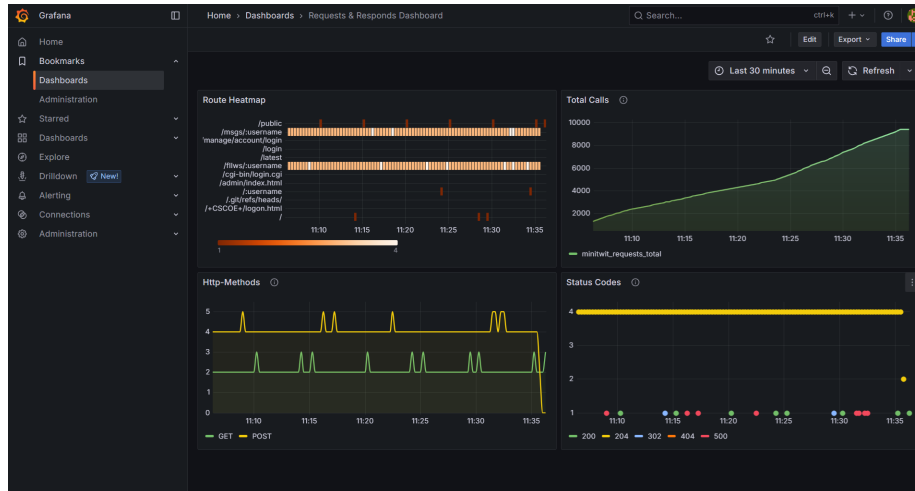 Grafana
Home › Dashboards › Requests & Responds Dashboard
Search...
ctrl+k
Home
Bookmarks
Dashboards
Administration
Starred
Dashboards
Explore
Drilldown
New!
Alerting
Connections
Administration
Edit
Export
Share
Last 30 minutes
Refresh
Route Heatmap
/public
/msgs/:username
'manage/account/login
/login
/latest
/fllws/:username
/cgi-bin/login.cgi
/admin/index.html
/:username
/.git/refs/heads/
/+CSCOE+/logon.html
/
11:10 11:15 11:20 11:25 11:30 11:35
1 4
Total Calls
10000
8000
6000
4000
2000
11:10 11:15 11:20 11:25 11:30 11:35
minitwit_requests_total
Http-Methods
5
4
3
2
1
0
11:10 11:15 11:20 11:25 11:30 11:35
GET POST
Status Codes
4
3
2
1
11:10 11:15 11:20 11:25 11:30 11:35
200 204 302 404 500